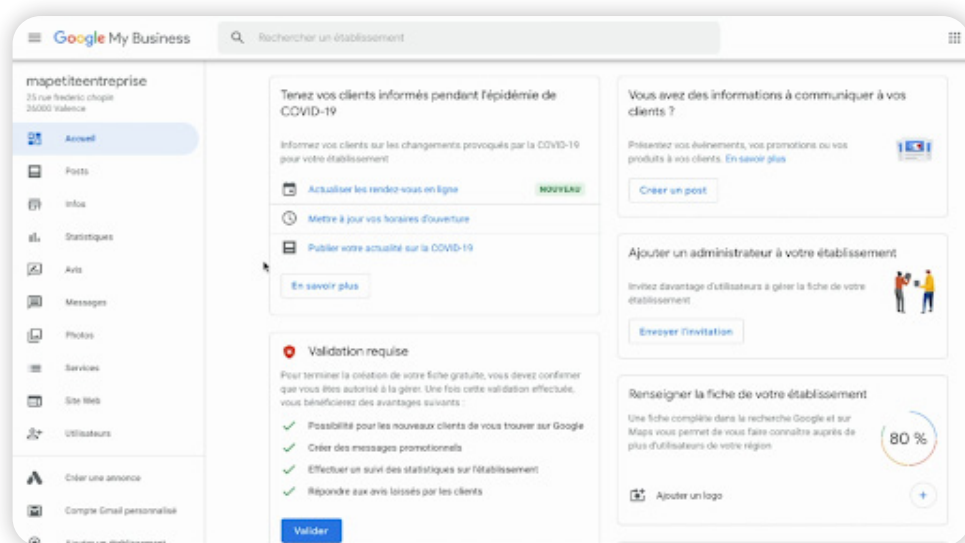 Google My Business
Rechercher un établissement
mapetiteentreprise
25 rue frederic chopin
26000 Valence
Accueil
Posts
Infos
Statistiques
Avis
Messages
Photos
Services
Site Web
Utilisateurs
Créer une annonce
Compte Gmail personnalisé
Tenez vos clients informés pendant l'épidémie de
COVID-19
Informez vos clients sur les changements provoqués par la COVID-19
pour votre établissement
Actualiser les rendez-vous en ligne NOUVEAU
Mettre à jour vos horaires d'ouverture
Publier votre actualité sur la COVID-19
En savoir plus
Validation requise
Pour terminer la création de votre fiche gratuite, vous devez confirmer
que vous êtes autorisé à la gérer. Une fois cette validation effectuée,
vous bénéficierez des avantages suivants :
Possibilité pour les nouveaux clients de vous trouver sur Google
Créer des messages promotionnels
Effectuer un suivi des statistiques sur l'établissement
Répondre aux avis laissés par les clients
Valider
Vous avez des informations à communiquer à vos
clients ?
Présentez vos événements, vos promotions ou vos
produits à vos clients. En savoir plus
Créer un post
Ajouter un administrateur à votre établissement
Invitez davantage d'utilisateurs à gérer la fiche de votre
établissement
Envoyer l'invitation
Renseigner la fiche de votre établissement
Une fiche complète dans la recherche Google et sur
Maps vous permet de vous faire connaître auprès de
plus d'utilisateurs de votre région
80 %
Ajouter un logo